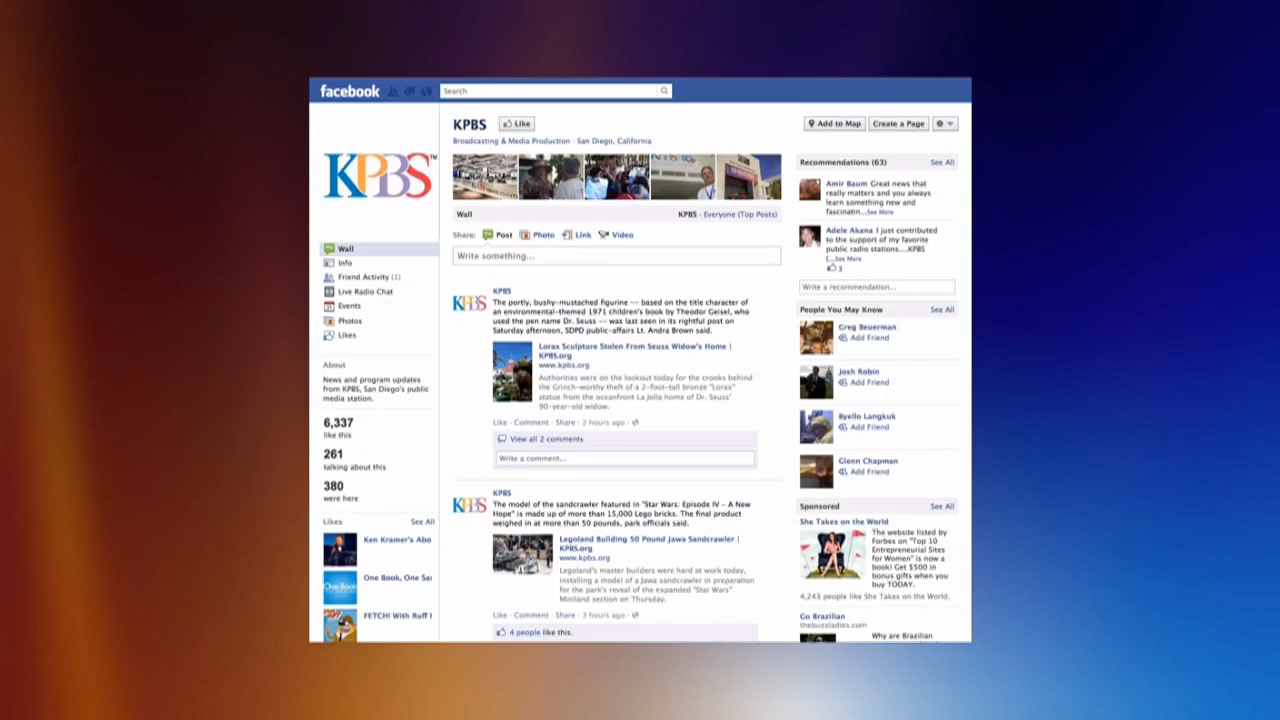 facebook
Search
KPBS
Like
Add to Map
Create a Page
Broadcasting & Media Production · San Diego, California
KPBS™
Wall
Info
Friend Activity (1)
Live Radio Chat
Events
Photos
Likes
About
News and program updates
from KPBS, San Diego's public
media station.
6,337
like this
261
talking about this
380
were here
Likes
See All
Ken Kramer's Abo
One Book, One Sa
FETCH! With Ruff
Wall
KPBS · Everyone (Top Posts)
Share: Post Photo Link Video
Write something...
KPBS
KPBS
The portly, bushy-mustached figurine -- based on the title character of
an environmental-themed 1971 children's book by Theodor Geisel, who
used the pen name Dr. Seuss -- was last seen in its rightful post on
Saturday afternoon, SDPD public-affairs Lt. Andra Brown said.
Lorax Sculpture Stolen From Seuss Widow's Home |
KPBS.org
www.kpbs.org
Authorities were on the lookout today for the crooks behind
the Grinch-worthy theft of a 2-foot-tall bronze "Lorax"
statue from the oceanfront La Jolla home of Dr. Seuss'
90-year-old widow.
Like · Comment · Share · 2 hours ago ·
View all 2 comments
Write a comment...
KPBS
KPBS
The model of the sandcrawler featured in "Star Wars: Episode IV - A New
Hope" is made up of more than 15,000 Lego bricks. The final product
weighed in at more than 50 pounds, park officials said.
Legoland Building 50 Pound Jawa Sandcrawler |
KPBS.org
www.kpbs.org
Legoland's master builders were hard at work today,
installing a model of a Jawa sandcrawler in preparation
for the park's reveal of the expanded "Star Wars"
Miniland section on Thursday.
Like · Comment · Share · 3 hours ago ·
4 people like this.
Recommendations (63)
See All
Amir Baum Great news that
really matters and you always
learn something new and
fascinatin...See More
Adele Akana I just contributed
to the support of my favorite
public radio stations....KPBS
(...See More
3
Write a recommendation...
People You May Know
See All
Greg Beuerman
Add Friend
Josh Robin
Add Friend
Byello Langkuk
Add Friend
Glenn Chapman
Add Friend
Sponsored
See All
She Takes on the World
The website listed by
Forbes on "Top 10
Entrepreneurial Sites
for Women" is now a
book! Get $500 in
bonus gifts when you
buy TODAY.
4,243 people like She Takes on the World.
Go Brazilian
thebuzzladies.com
Why are Brazilian